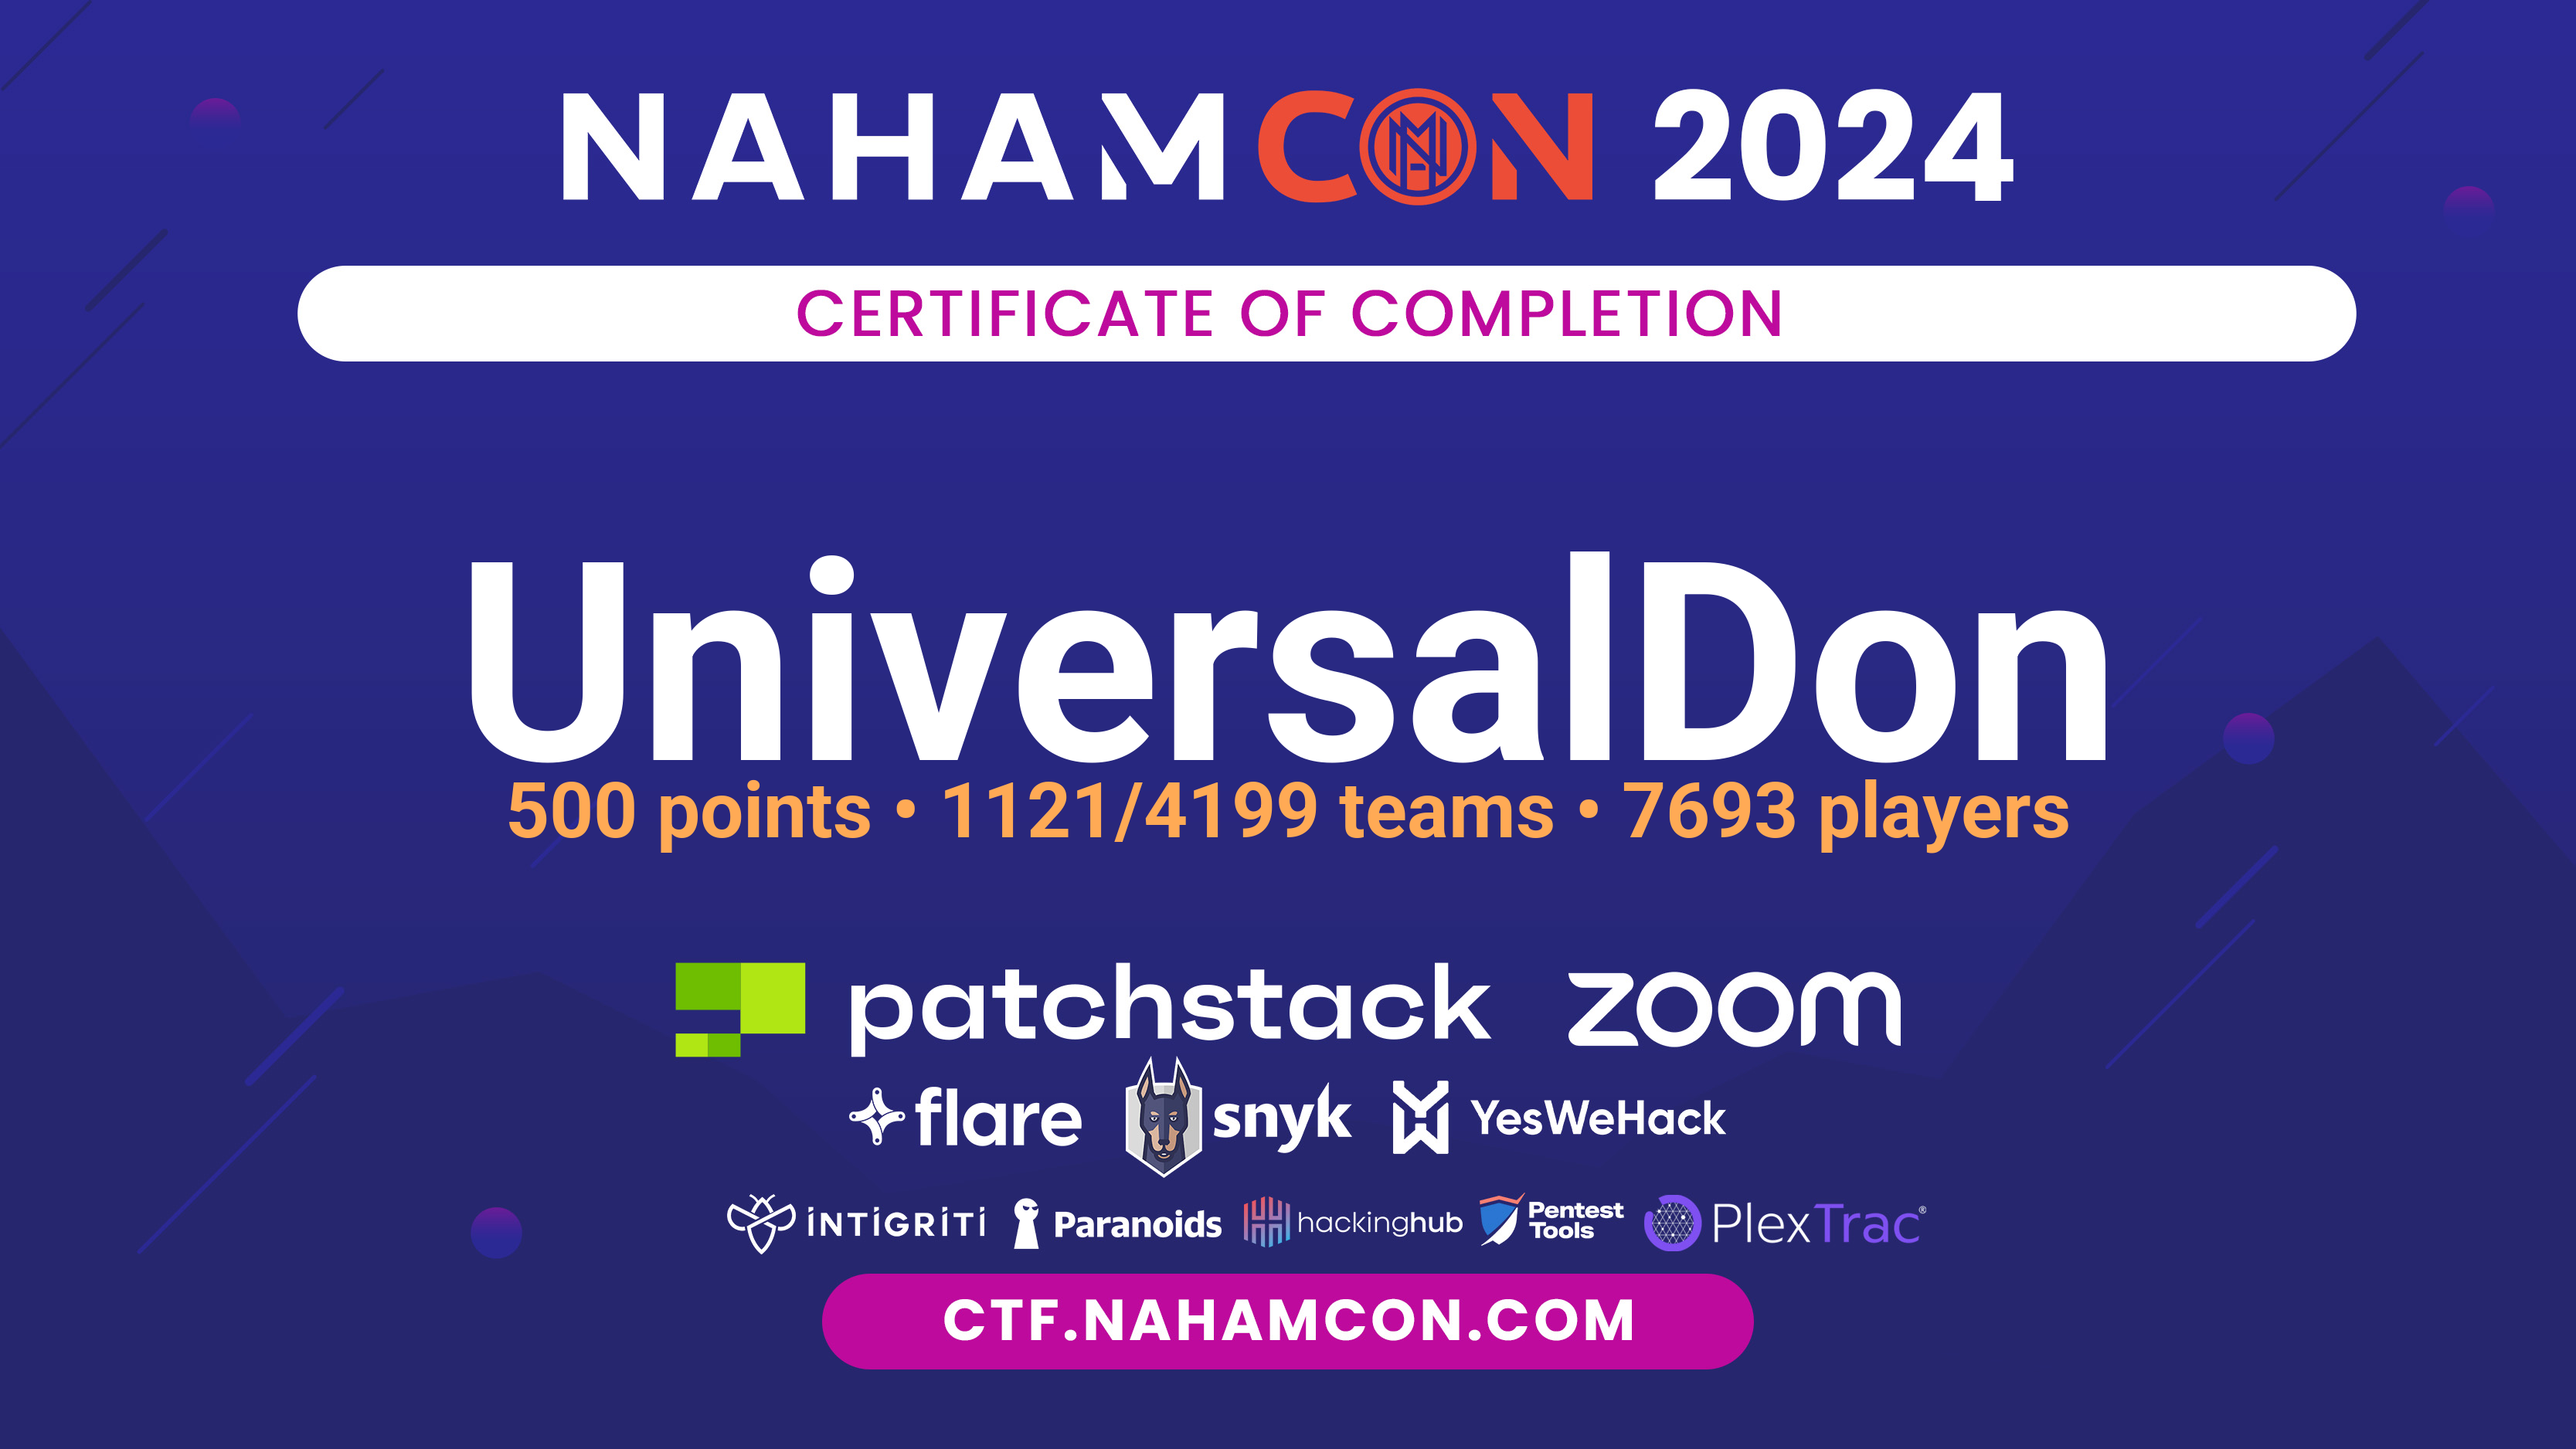 NAHAMCON 2024
CERTIFICATE OF COMPLETION
UniversalDon
500 points • 1121/4199 teams • 7693 players
patchstack zoom
flare snyk YesWeHack
INTIGRITI Paranoids hackinghub Pentest Tools PlexTrac®
CTF.NAHAMCON.COM